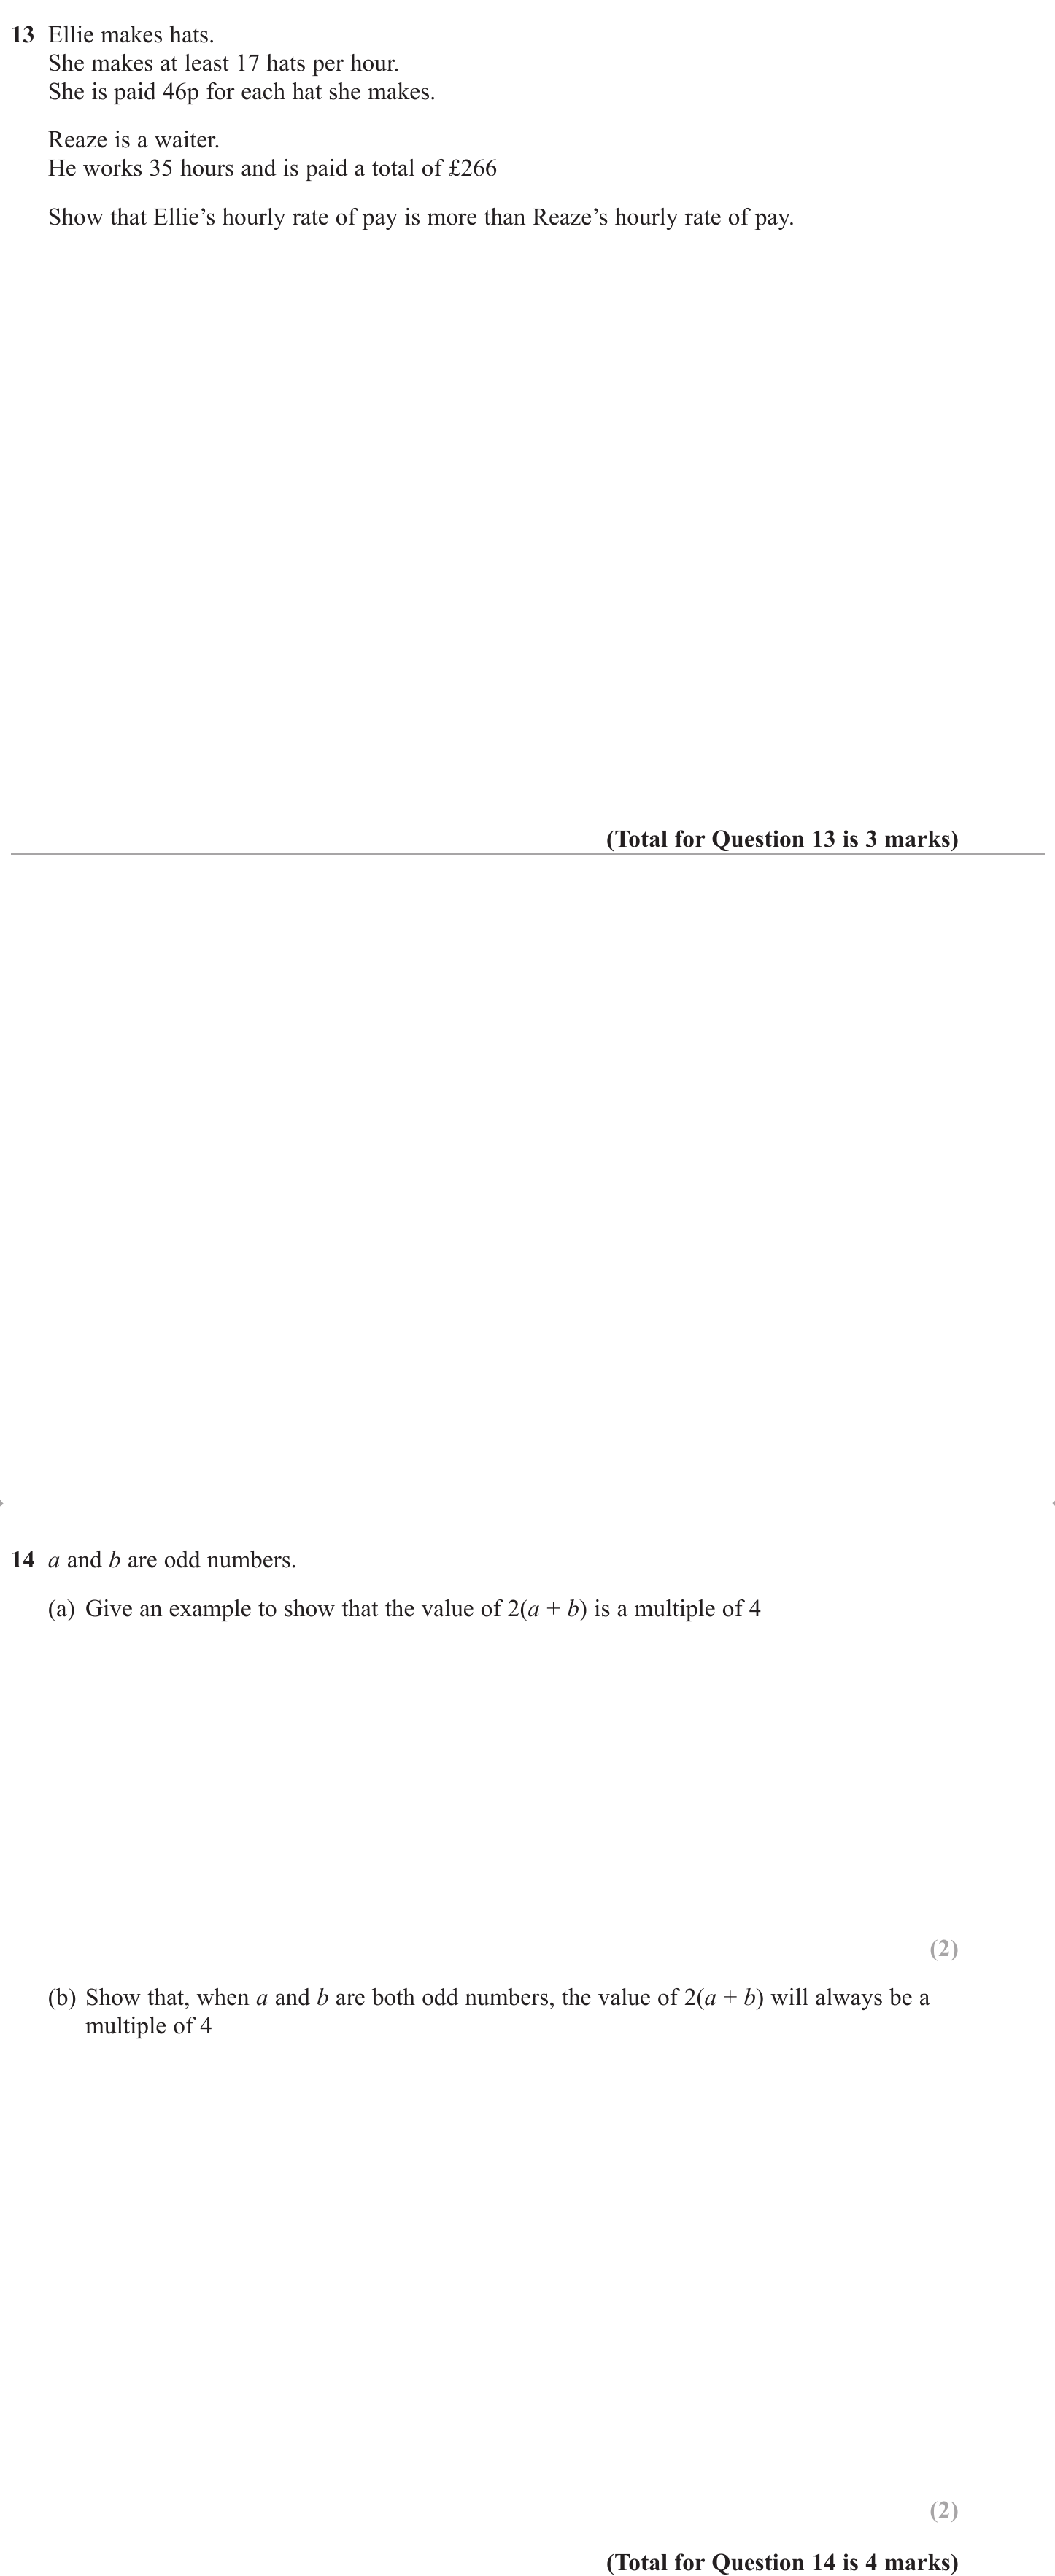 13 Ellie makes hats.
She makes at least 17 hats per hour.
She is paid 46p for each hat she makes.
Reaze is a waiter.
He works 35 hours and is paid a total of £266
Show that Ellie’s hourly rate of pay is more than Reaze’s hourly rate of pay.
(Total for Question 13 is 3 marks)
14 a and b are odd numbers.
(a) Give an example to show that the value of 2(a + b) is a multiple of 4
(2)
(b) Show that, when a and b are both odd numbers, the value of 2(a + b) will always be a
multiple of 4
(2)
(Total for Question 14 is 4 marks)